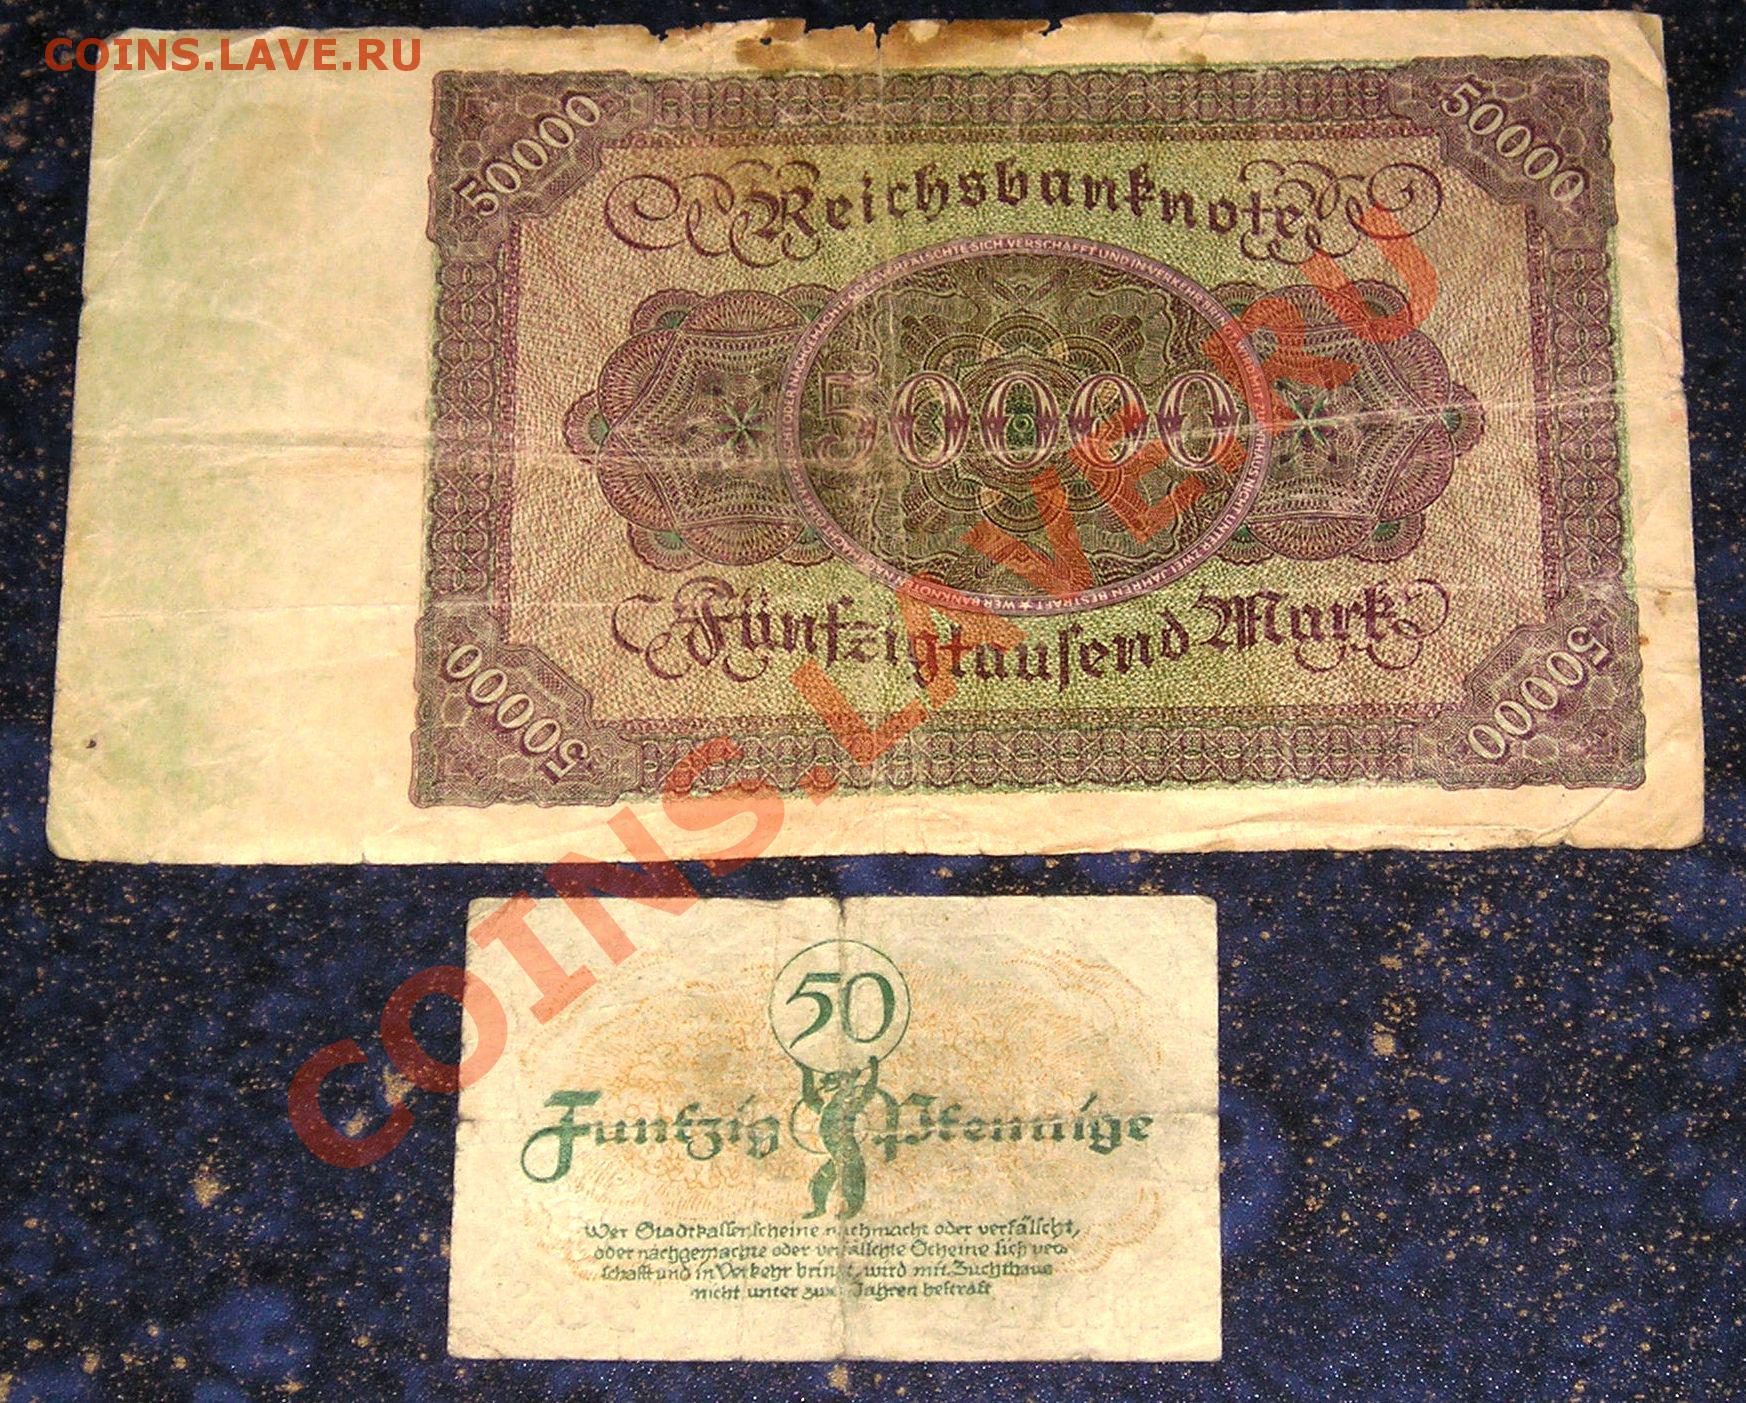 COINS.LAVE.RU
50000
50000
Reichsbanknote
50000
Fünfzigtausend Mark
50000
50000
COINS.LAVE.RU
50
Funfzig Pfennige
Wer Stadtkassenscheine nachmacht oder verfälscht,
oder nachgemachte oder verfälschte Scheine sich ver-
schafft und in Verkehr bringt, wird mit Zuchthaus
nicht unter zwei Jahren bestraft